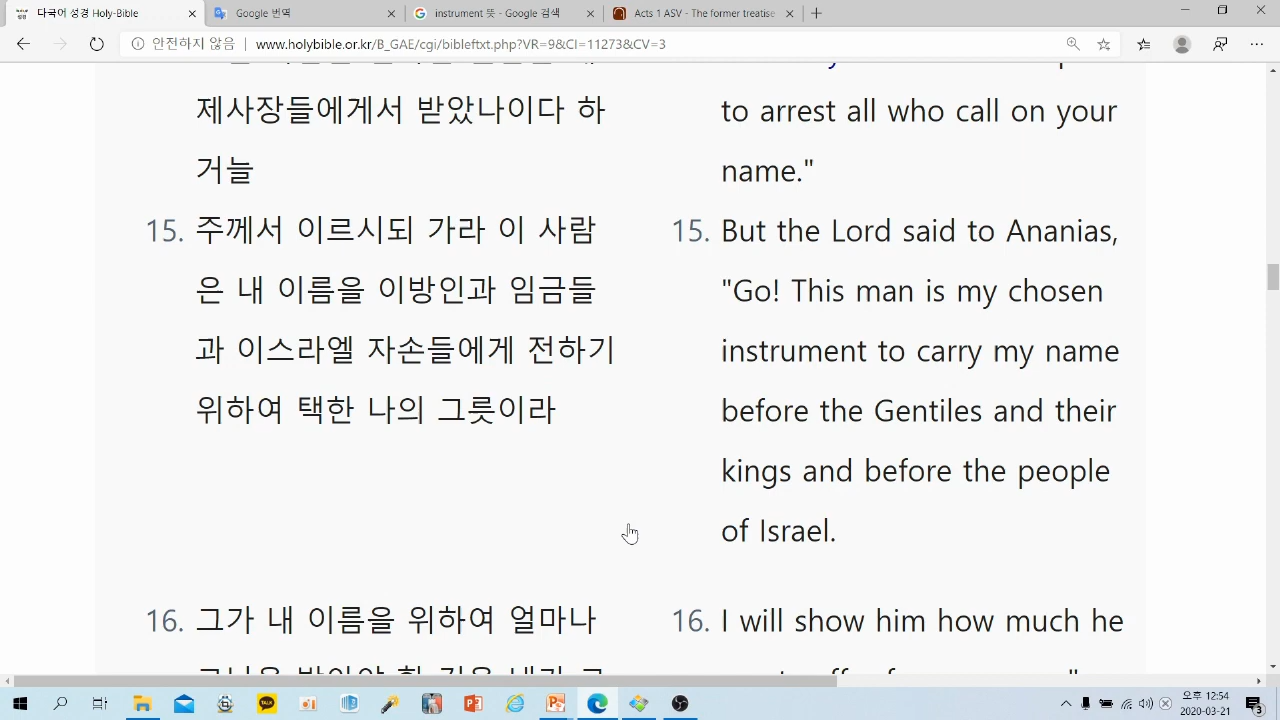 다국어 성경 Holy-Bible
Google 번역
instrument 뜻 - Google 검색
Acts 1 ASV - The former treatise
안전하지 않음
www.holybible.or.kr/B_GAE/cgi/bibleftxt.php?VR=9&CI=11273&CV=3
제사장들에게서 받았나이다 하
거늘
15. 주께서 이르시되 가라 이 사람
은 내 이름을 이방인과 임금들
과 이스라엘 자손들에게 전하기
위하여 택한 나의 그릇이라
16. 그가 내 이름을 위하여 얼마나
to arrest all who call on your
name."
15. But the Lord said to Ananias,
"Go! This man is my chosen
instrument to carry my name
before the Gentiles and their
kings and before the people
of Israel.
16. I will show him how much he
TALK
오후 12:54
2020-03-21
3